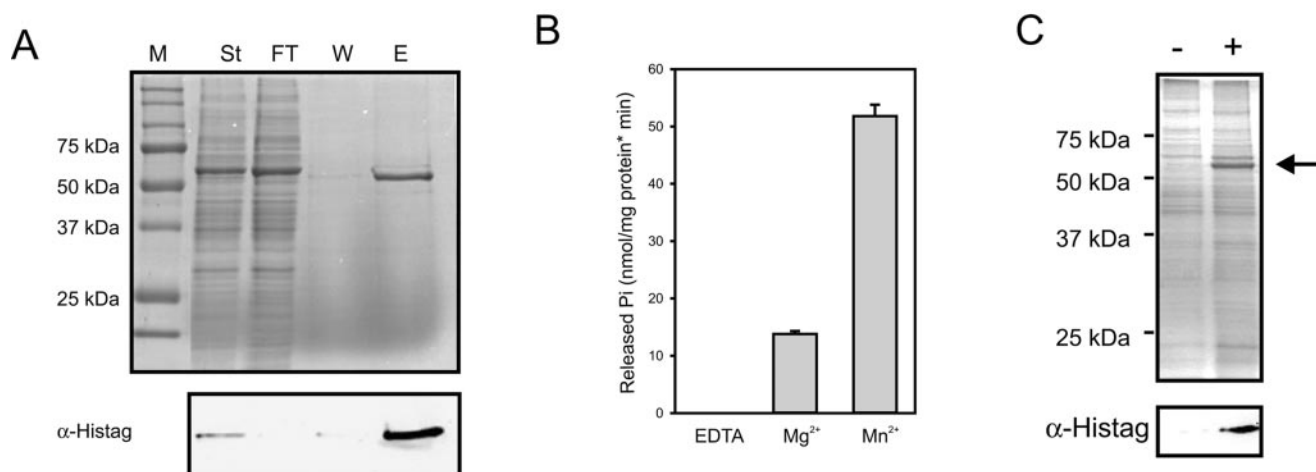 A
M St FT W E
75 kDa
50 kDa
37 kDa
25 kDa
α-Histag
B
Released Pi (nmol/mg protein* min)
60
50
50
30
20
10
0
EDTA Mg²⁺ Mn²⁺
C
- +
75 kDa
50 kDa
37 kDa
25 kDa
α-Histag